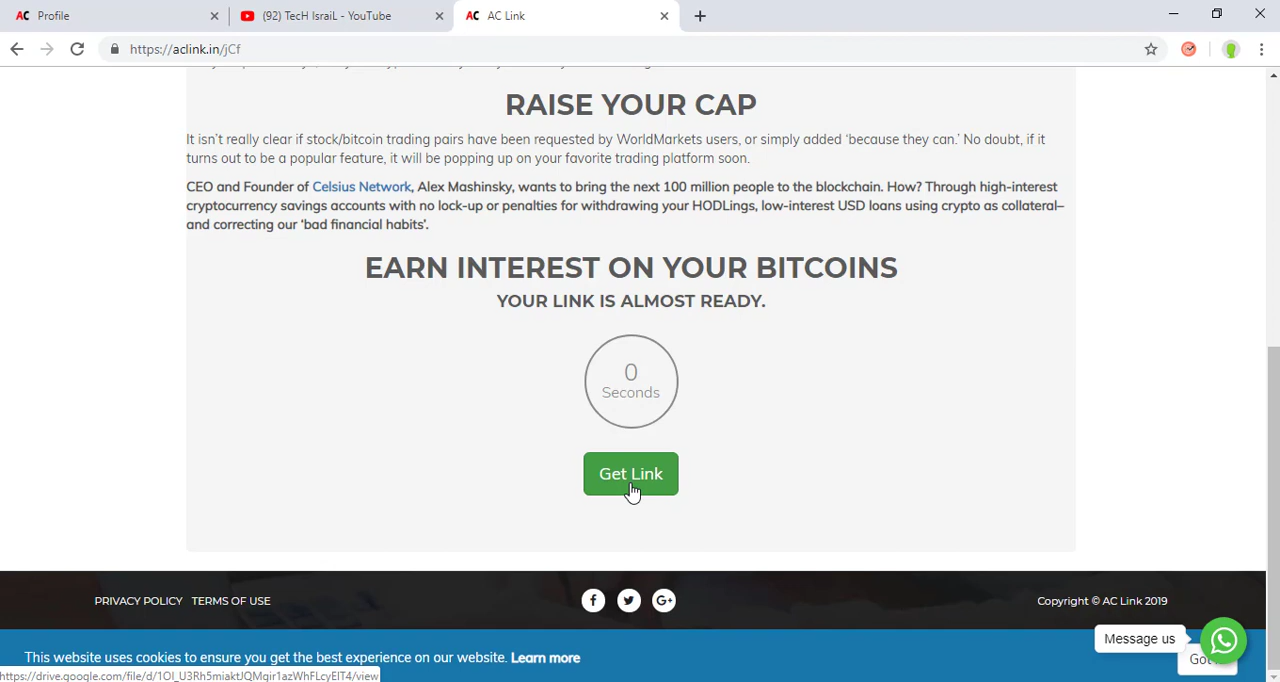 AC Profile
(92) TecH IsraiL - YouTube
AC AC Link
https://aclink.in/jCf
RAISE YOUR CAP
It isn't really clear if stock/bitcoin trading pairs have been requested by WorldMarkets users, or simply added 'because they can.' No doubt, if it
turns out to be a popular feature, it will be popping up on your favorite trading platform soon.
CEO and Founder of Celsius Network, Alex Mashinsky, wants to bring the next 100 million people to the blockchain. How? Through high-interest
cryptocurrency savings accounts with no lock-up or penalties for withdrawing your HODLings, low-interest USD loans using crypto as collateral–
and correcting our 'bad financial habits'.
EARN INTEREST ON YOUR BITCOINS
YOUR LINK IS ALMOST READY.
0
Seconds
Get Link
PRIVACY POLICY TERMS OF USE
Copyright © AC Link 2019
Message us
This website uses cookies to ensure you get the best experience on our website. Learn more